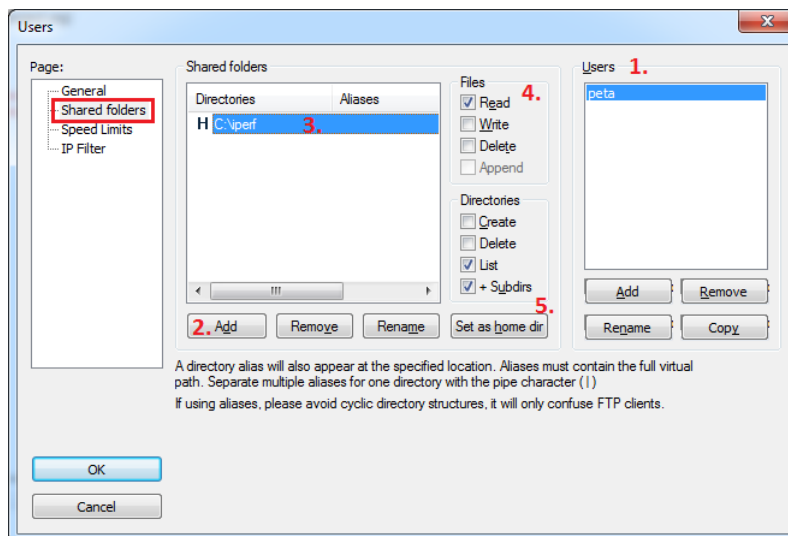 Users
Page:
General
Shared folders
Speed Limits
IP Filter
OK
Cancel
Shared folders
Directories Aliases
H C:\iperf 3.
2. Add Remove Rename Set as home dir
Files
4.
Read
Write
Delete
Append
Directories
Create
Delete
List
+ Subdirs
5.
Users 1.
peta
Add Remove
Rename Copy
A directory alias will also appear at the specified location. Aliases must contain the full virtual
path. Separate multiple aliases for one directory with the pipe character ( | )
If using aliases, please avoid cyclic directory structures, it will only confuse FTP clients.